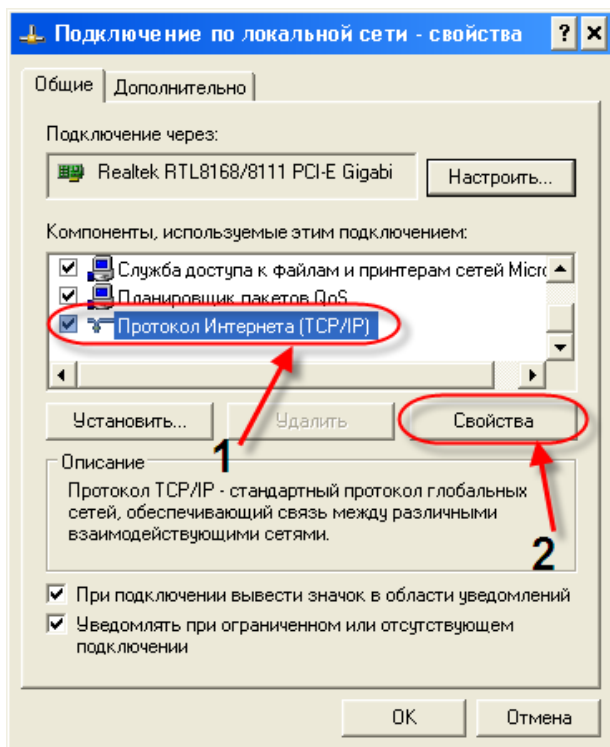 Подключение по локальной сети - свойства
Общие
Дополнительно
Подключение через:
Realtek RTL8168/8111 PCI-E Gigabi
Настроить...
Компоненты, используемые этим подключением:
Служба доступа к файлам и принтерам сетей Micro
Планировщик пакетов QoS
Протокол Интернета (TCP/IP)
Установить...
Удалить
Свойства
1
Описание
Протокол TCP/IP - стандартный протокол глобальных
сетей, обеспечивающий связь между различными
взаимодействующими сетями.
2
При подключении вывести значок в области уведомлений
Уведомлять при ограниченном или отсутствующем
подключении
OK
Отмена